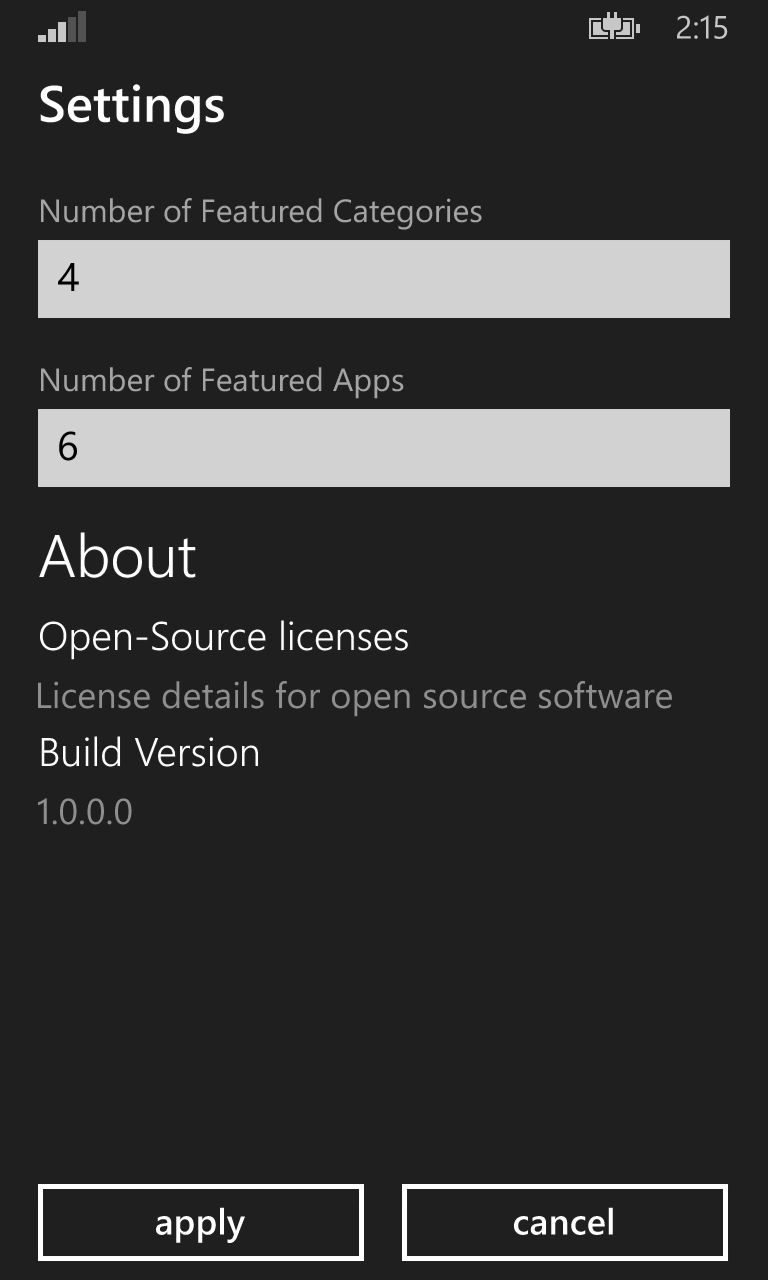 2:15
Settings
Number of Featured Categories
4
Number of Featured Apps
6
About
Open-Source licenses
License details for open source software
Build Version
1.0.0.0
apply
cancel